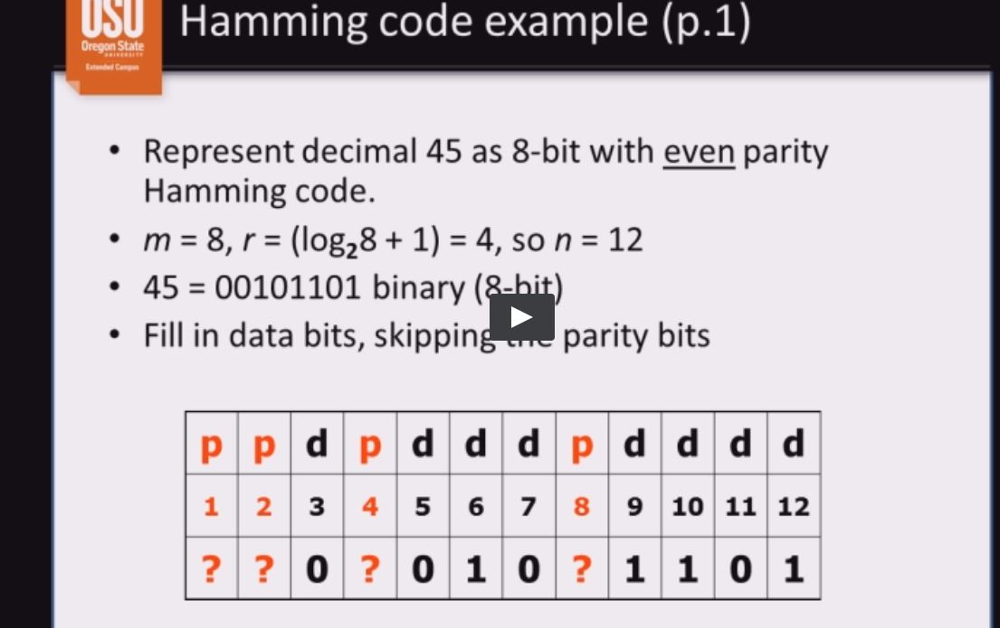 OSU
Oregon State
UNIVERSITY
Extended Campus
Hamming code example (p.1)
• Represent decimal 45 as 8-bit with even parity
Hamming code.
• m = 8, r = (log₂8 + 1) = 4, so n = 12
• 45 = 00101101 binary (8-bit)
• Fill in data bits, skipping the parity bits
p p d p d d d p d d d d
1 2 3 4 5 6 7 8 9 10 11 12
? ? 0 ? 0 1 0 ? 1 1 0 1